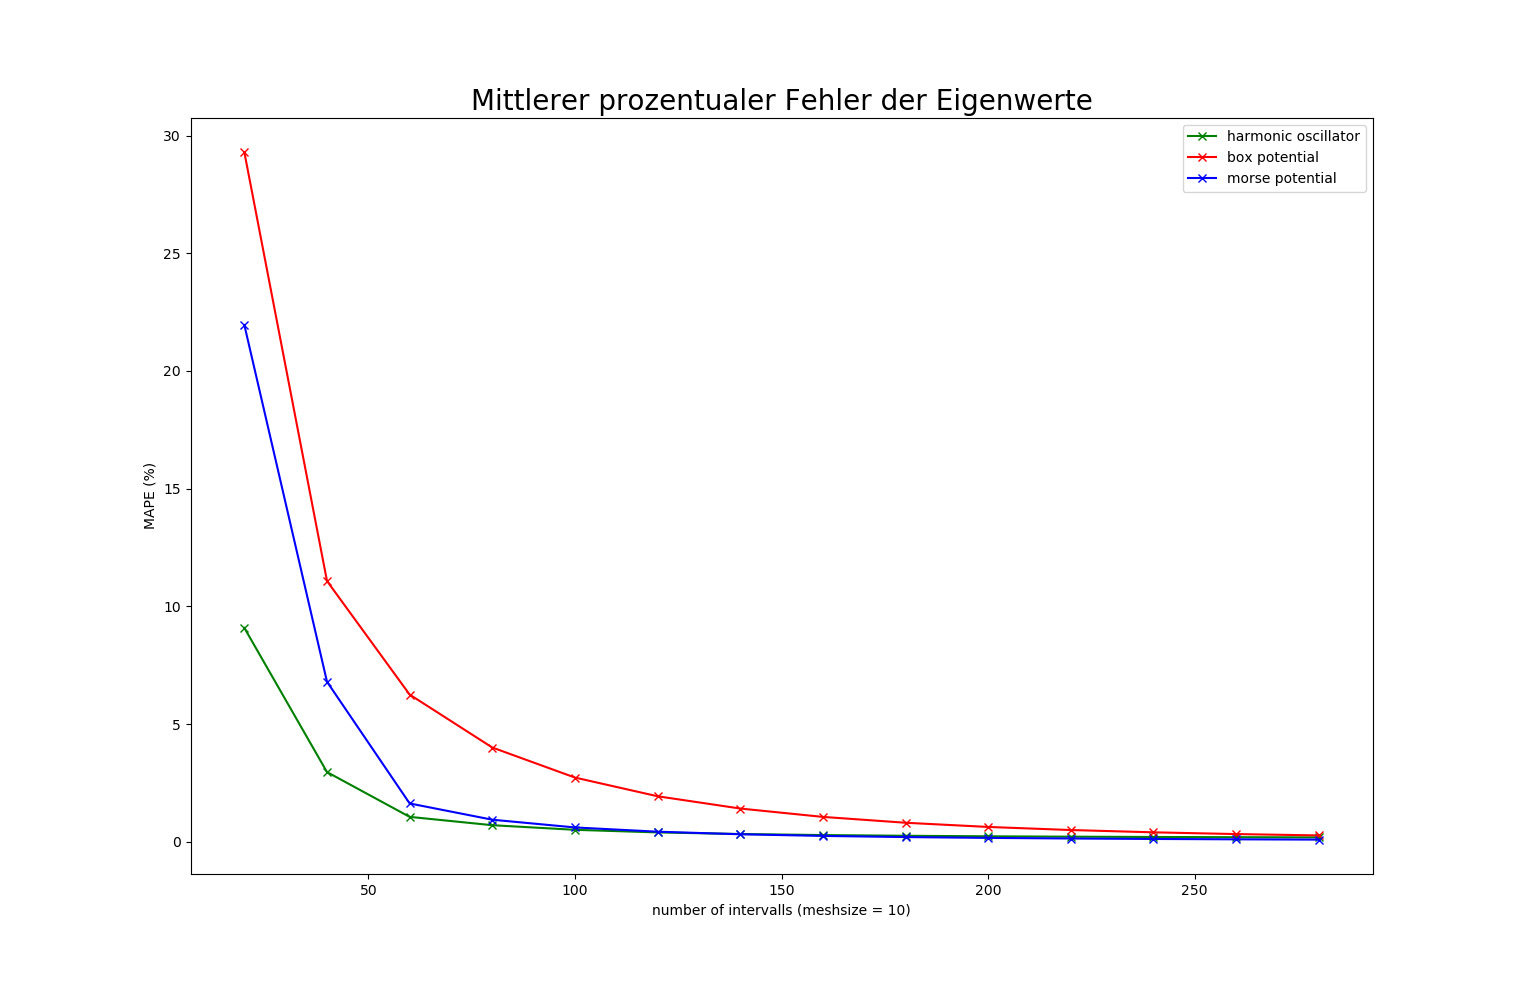 Mittlerer prozentualer Fehler der Eigenwerte
harmonic oscillator
box potential
morse potential
30
25
20
15
10
5
0
MAPE (%)
50
100
150
200
250
number of intervalls (meshsize = 10)